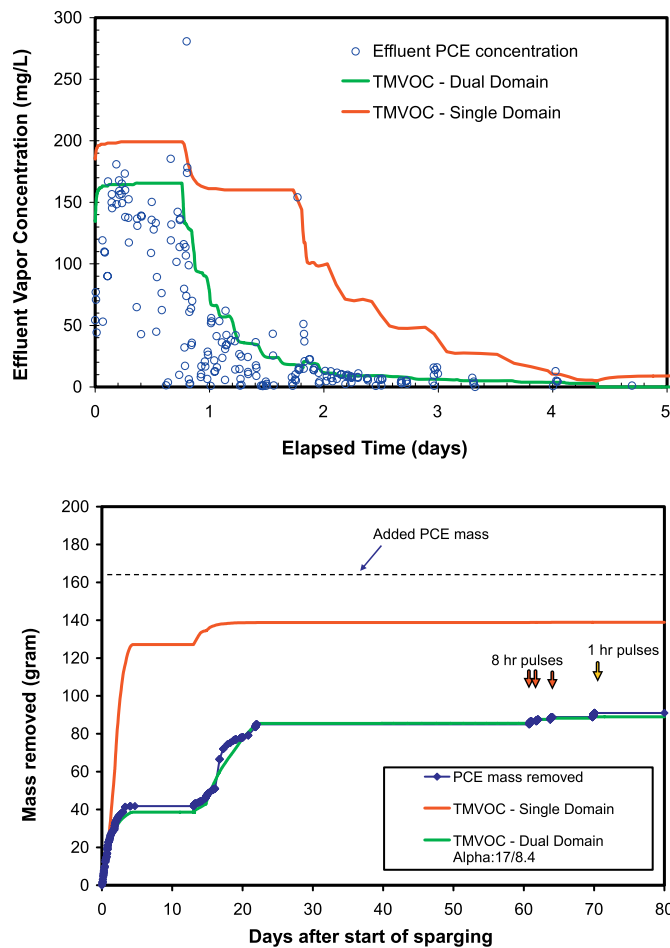 300
250
200
150
100
50
0
Effluent Vapor Concentration (mg/L)
Effluent PCE concentration
TMVOC - Dual Domain
TMVOC - Single Domain
0 1 2 3 4 5
Elapsed Time (days)
200
180
160
140
120
100
80
60
40
20
0
Mass removed (gram)
Added PCE mass
8 hr pulses
1 hr pulses
PCE mass removed
TMVOC - Single Domain
TMVOC - Dual Domain
Alpha:17/8.4
0 10 20 30 40 50 60 70 80
Days after start of sparging